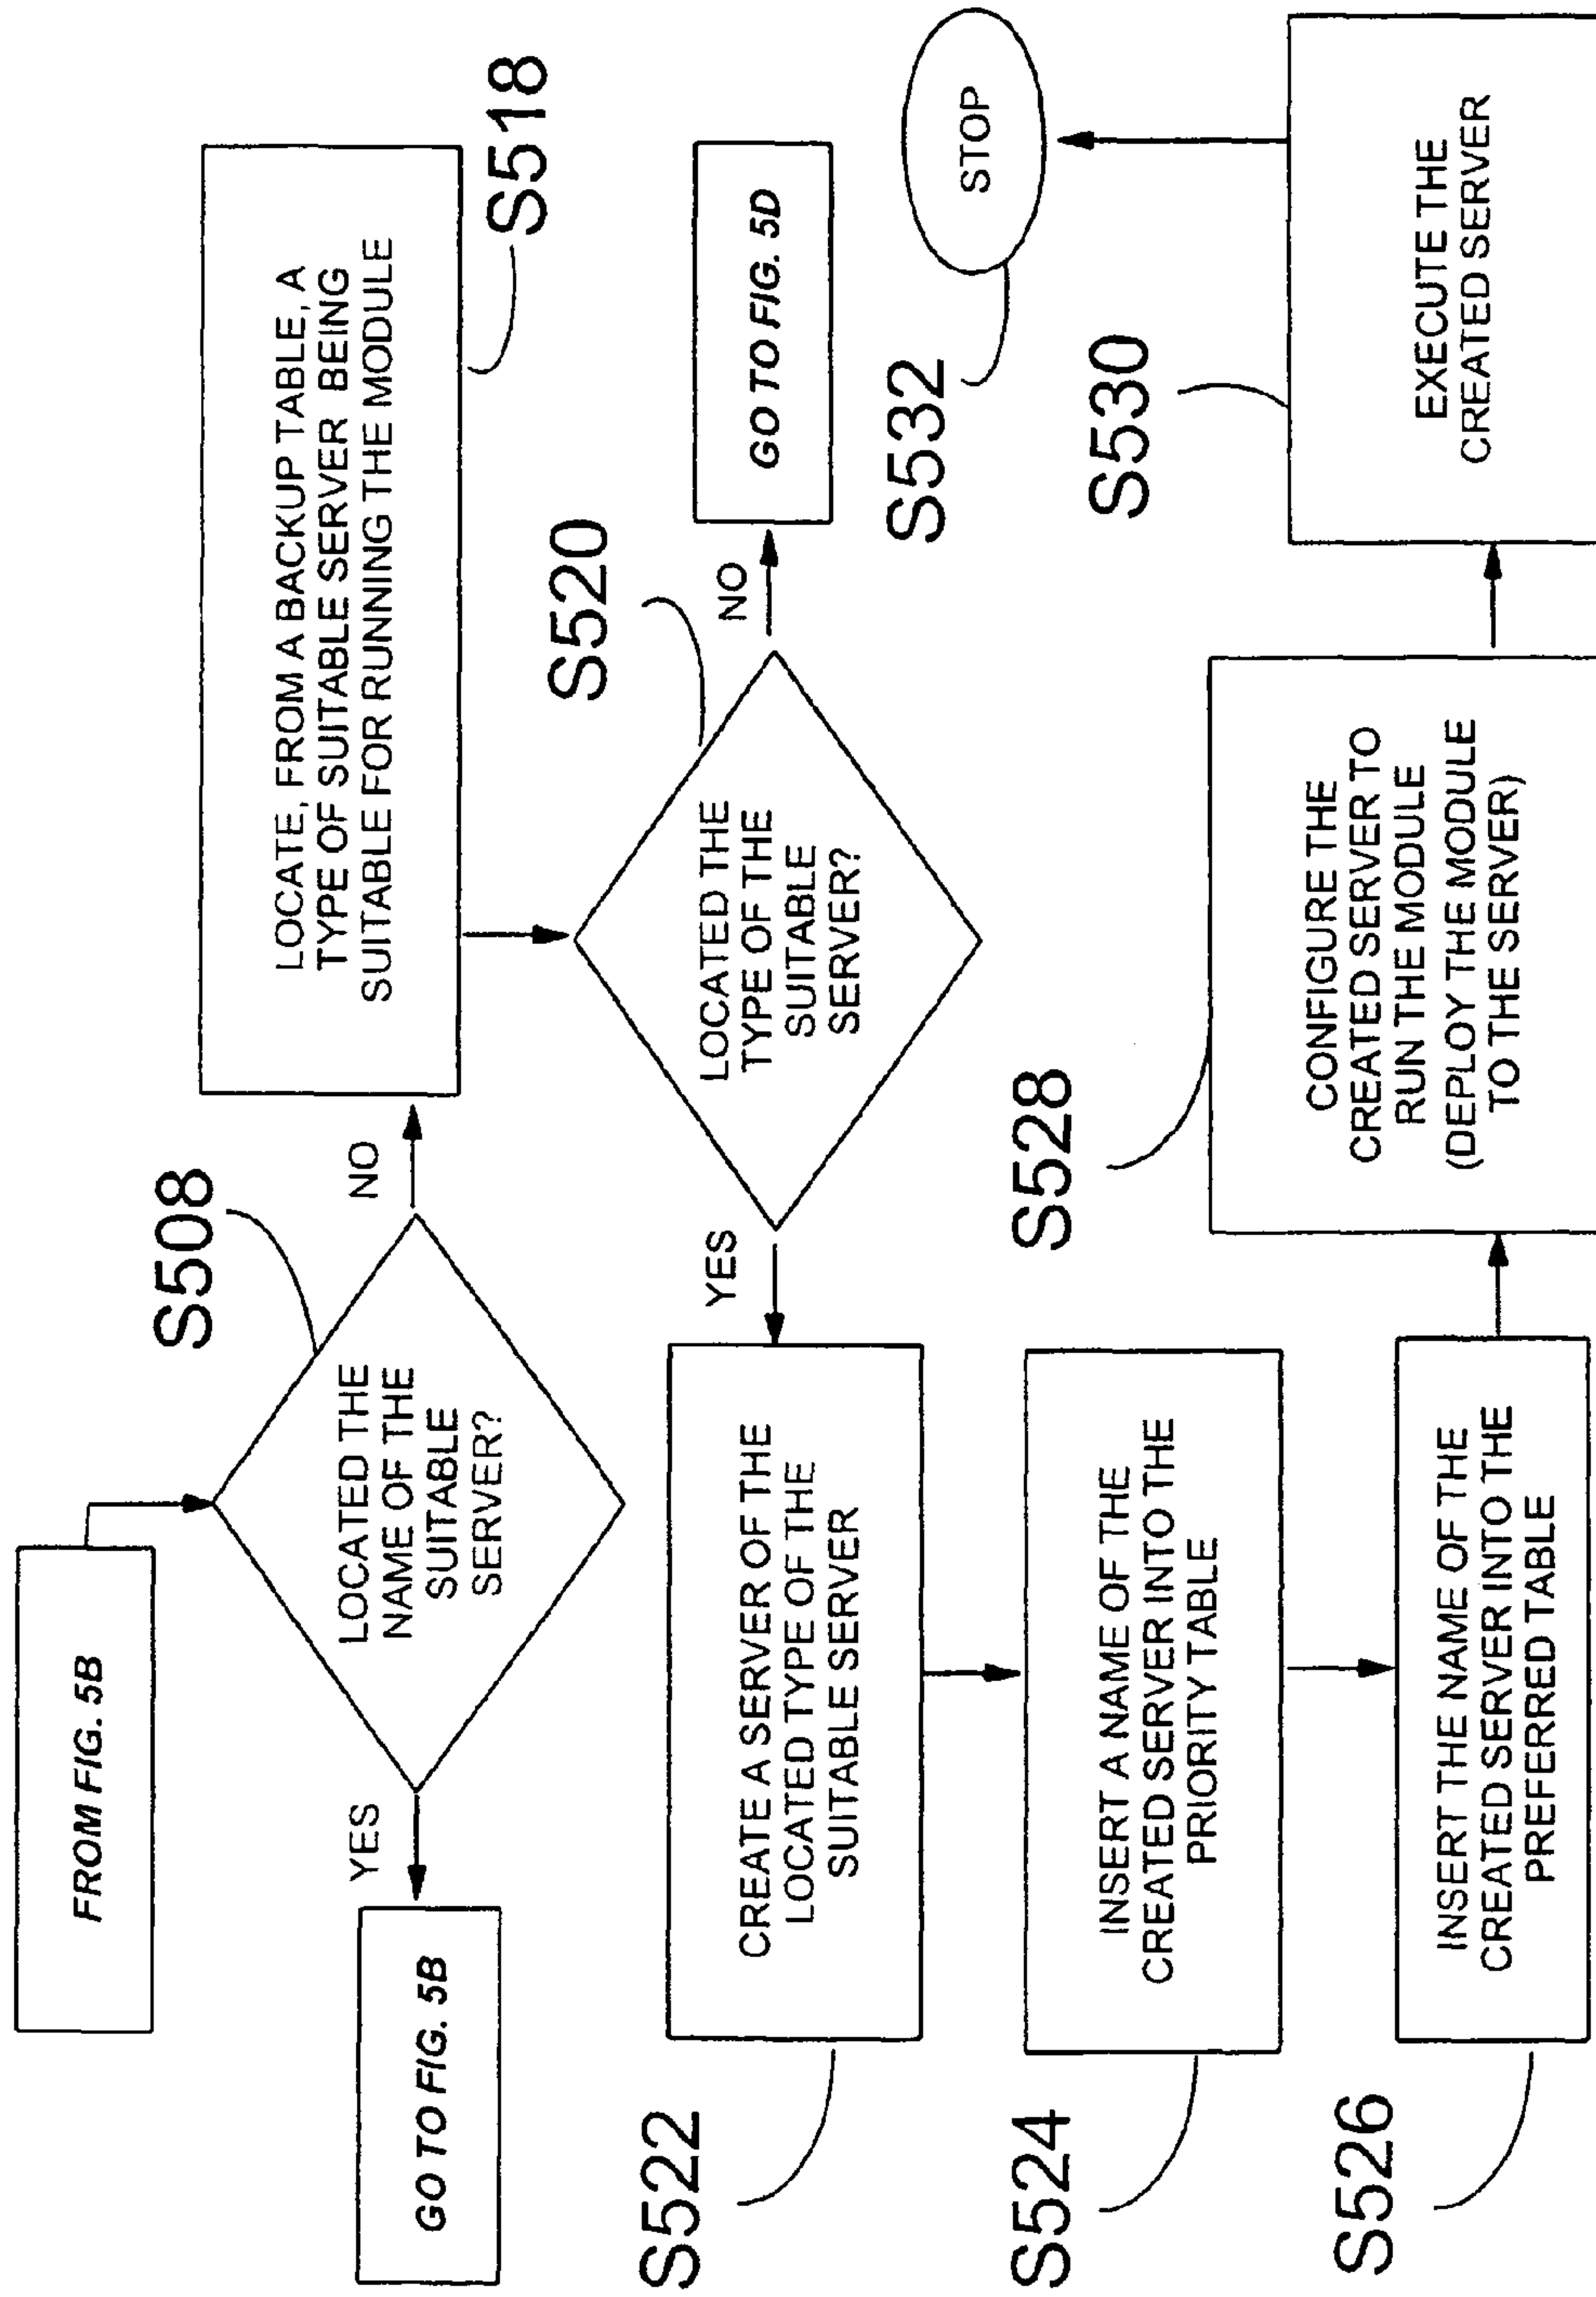 FROM FIG. 5B
S508
LOCATED THE
NAME OF THE
SUITABLE
SERVER?
YES
GO TO FIG. 5B
NO
LOCATE, FROM A BACKUP TABLE, A
TYPE OF SUITABLE SERVER BEING
SUITABLE FOR RUNNING THE MODULE
S518
S520
LOCATED THE
TYPE OF THE
SUITABLE
SERVER?
NO
GO TO FIG. 5D
YES
CREATE A SERVER OF THE
LOCATED TYPE OF THE
SUITABLE SERVER
S522
INSERT A NAME OF THE
CREATED SERVER INTO THE
PRIORITY TABLE
S524
INSERT THE NAME OF THE
CREATED SERVER INTO THE
PREFERRED TABLE
S526
S528
CONFIGURE THE
CREATED SERVER TO
RUN THE MODULE
(DEPLOY THE MODULE
TO THE SERVER)
S530
EXECUTE THE
CREATED SERVER
S532
STOP